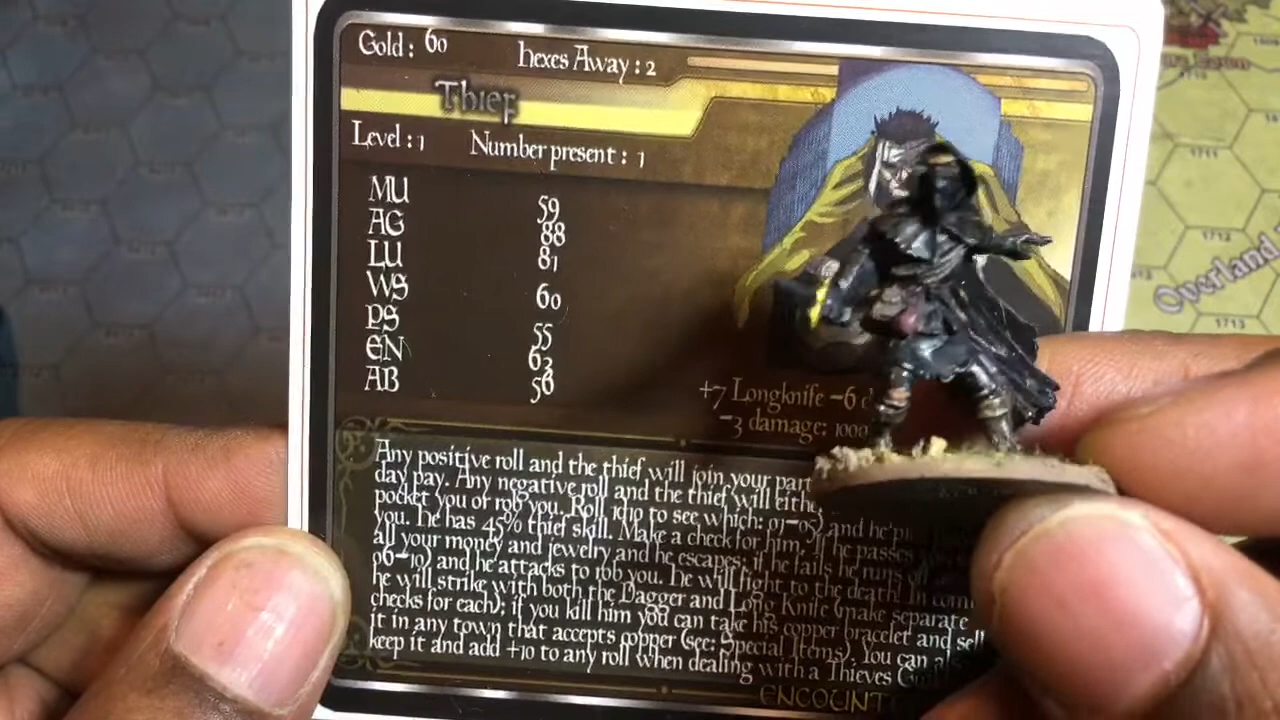 Gold: 60 Hexes Away: 2
Thief
Level: 1 Number present: 1
MU 59
AG 88
LU 81
WS 60
PS 55
EN 63
AB 56
+7 Longknife -6
-3 damage: 1000
Any positive roll and the thief will join your
day pay. Any negative roll and the thief will
pocket you or rob you. Roll 1d10 to see which: 01-05) and
you. He has 45% thief skill. Make a check for him. If he passes
all your money and jewelry and he escapes; if he fails he runs
06-10) and he attacks to rob you. He will fight to the death! In
he will strike with both the Dagger and Long Knife (make separate
checks for each); if you kill him you can take his copper bracelet and sell
it in any town that accepts copper (see: Special Items). You can
keep it and add +10 to any roll when dealing with a Thieves
1711
1712
Overland
1713